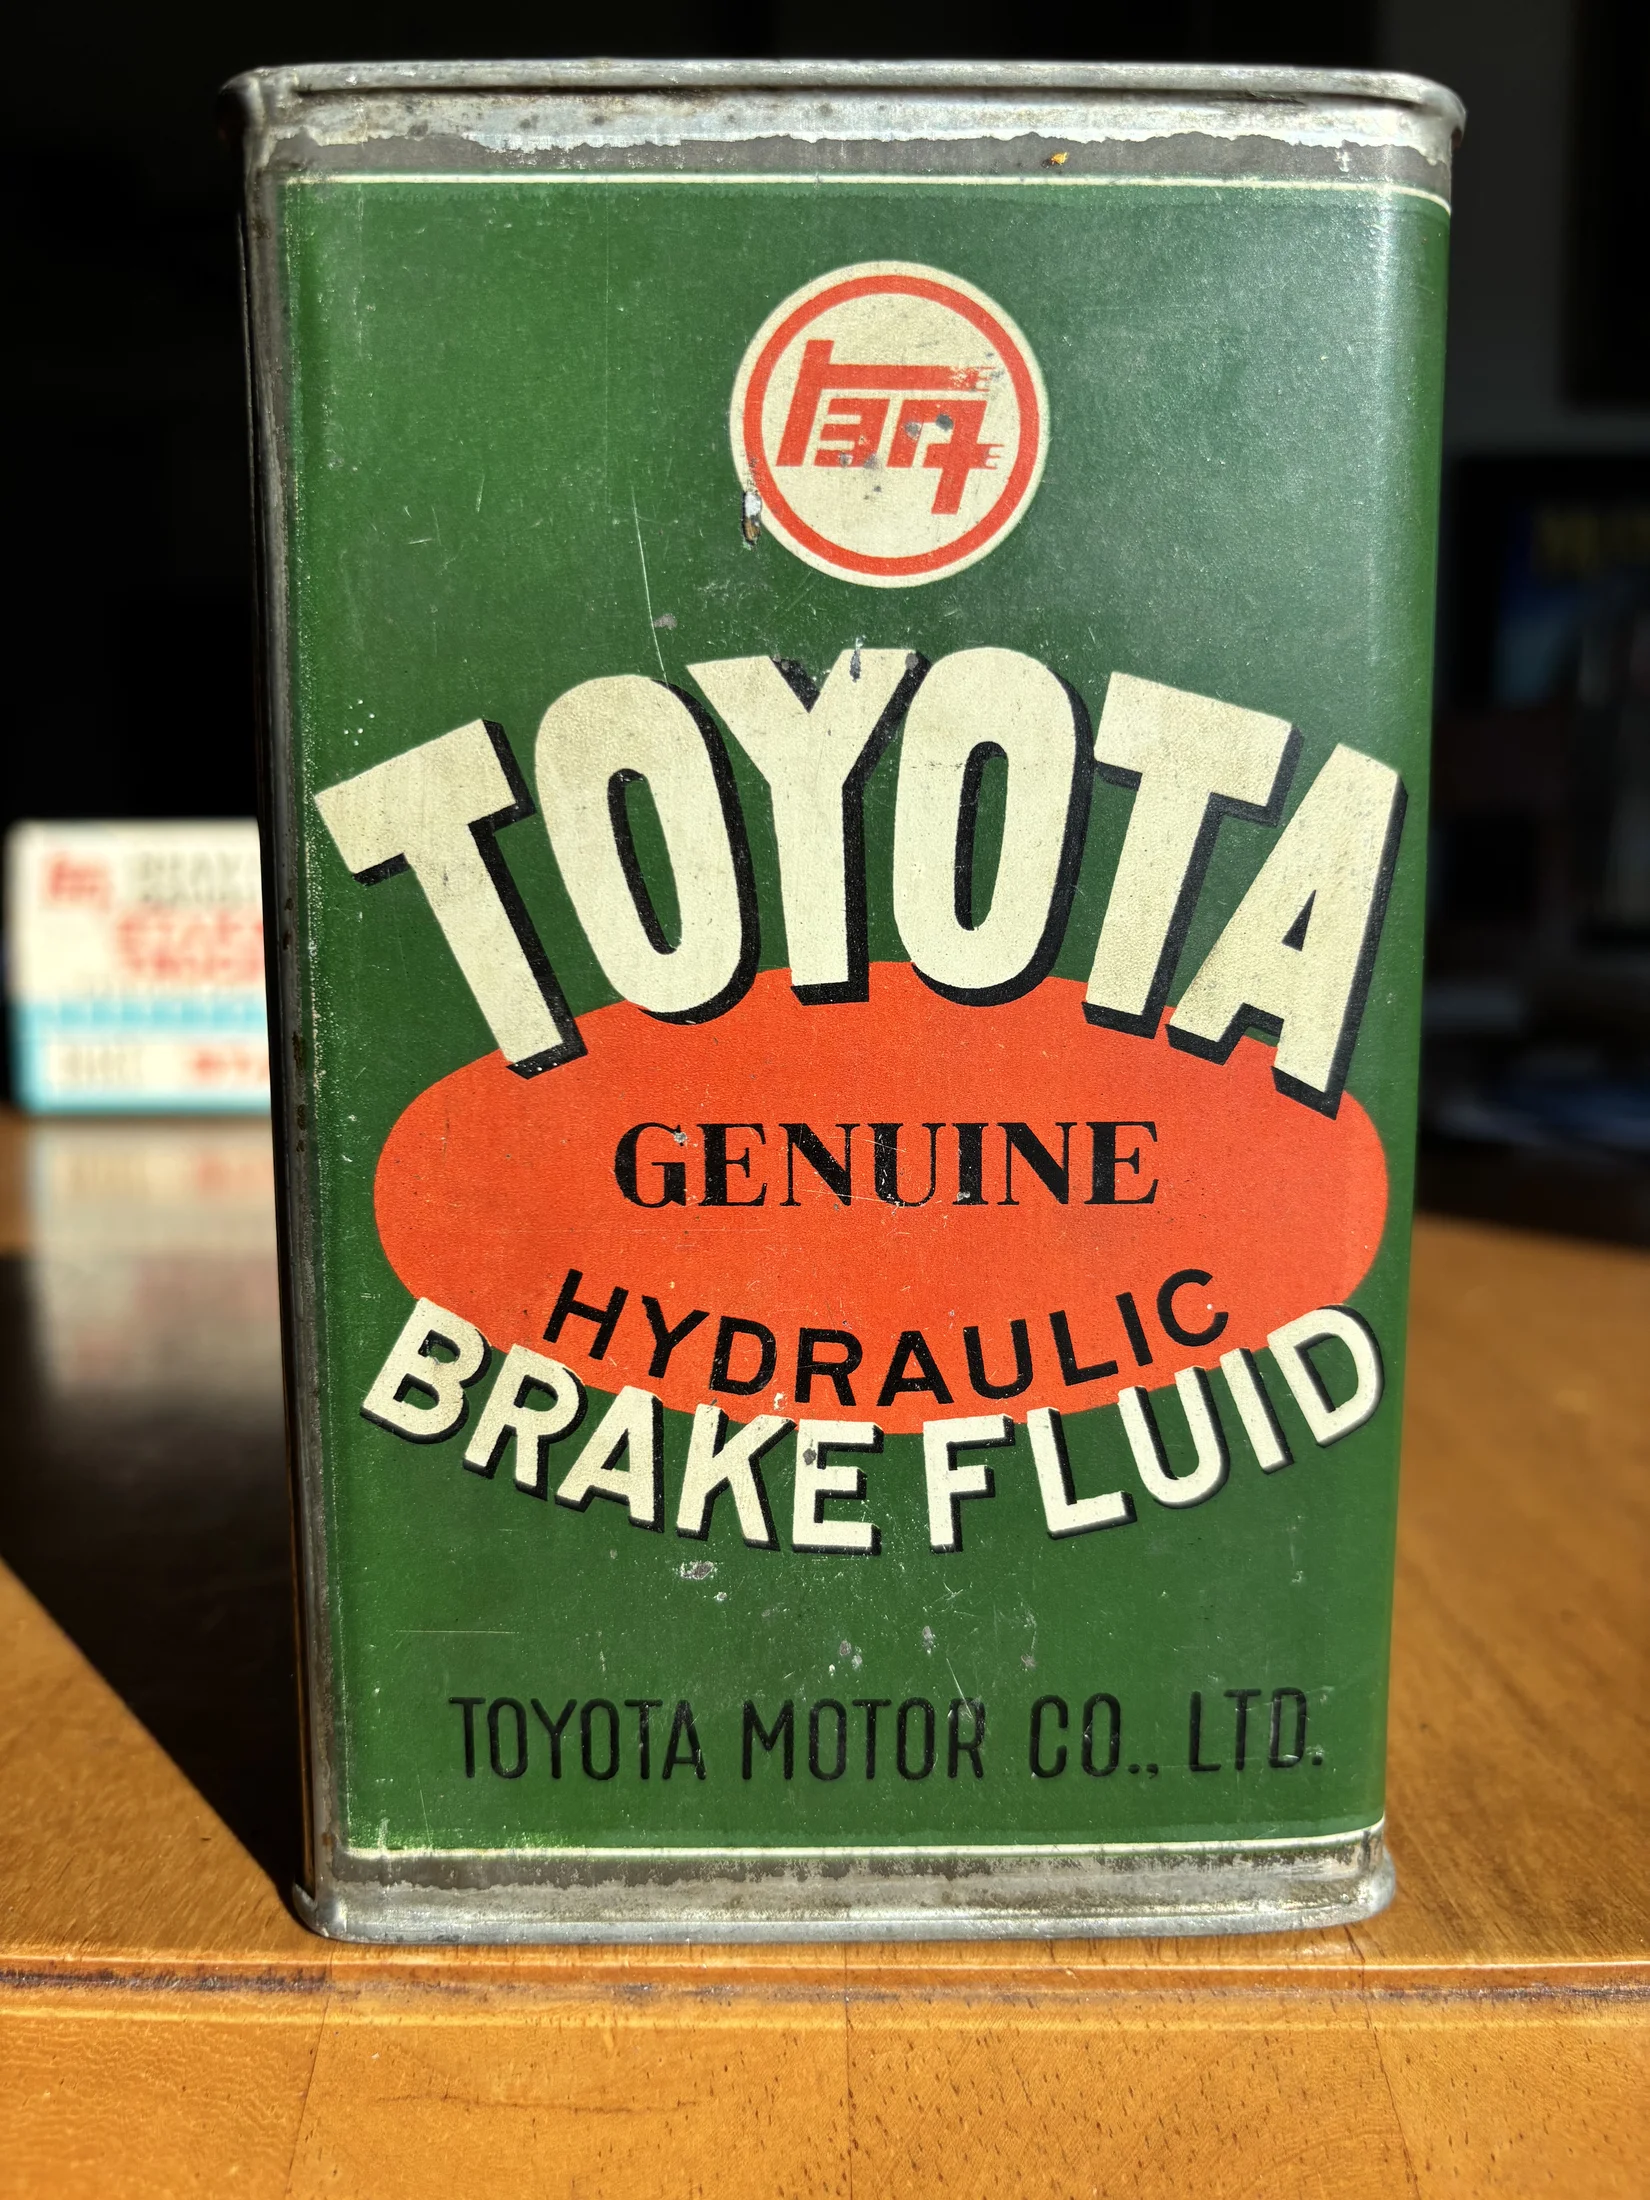 トヨタ
TOYOTA
GENUINE
HYDRAULIC
BRAKE FLUID
TOYOTA MOTOR CO., LTD.